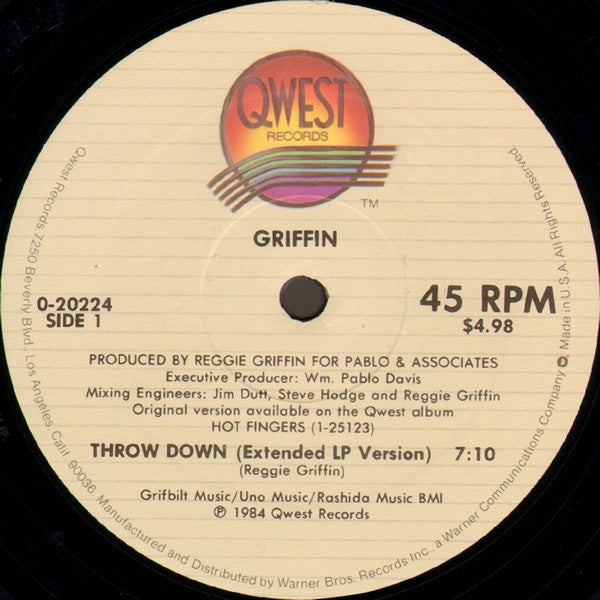 QWEST
RECORDS
TM
GRIFFIN
0-20224
SIDE 1
45 RPM
$4.98
PRODUCED BY REGGIE GRIFFIN FOR PABLO & ASSOCIATES
Executive Producer: Wm. Pablo Davis
Mixing Engineers: Jim Dutt, Steve Hodge and Reggie Griffin
Original version available on the Qwest album
HOT FINGERS (1-25123)
THROW DOWN (Extended LP Version) 7:10
(Reggie Griffin)
Grifbilt Music/Uno Music/Rashida Music BMI
℗ 1984 Qwest Records
Qwest Records 7250 Beverly Blvd., Los Angeles, Calif. 90036, Manufactured and Distributed by Warner Bros. Records Inc., a Warner Communications Company Made in U.S.A. All Rights Reserved